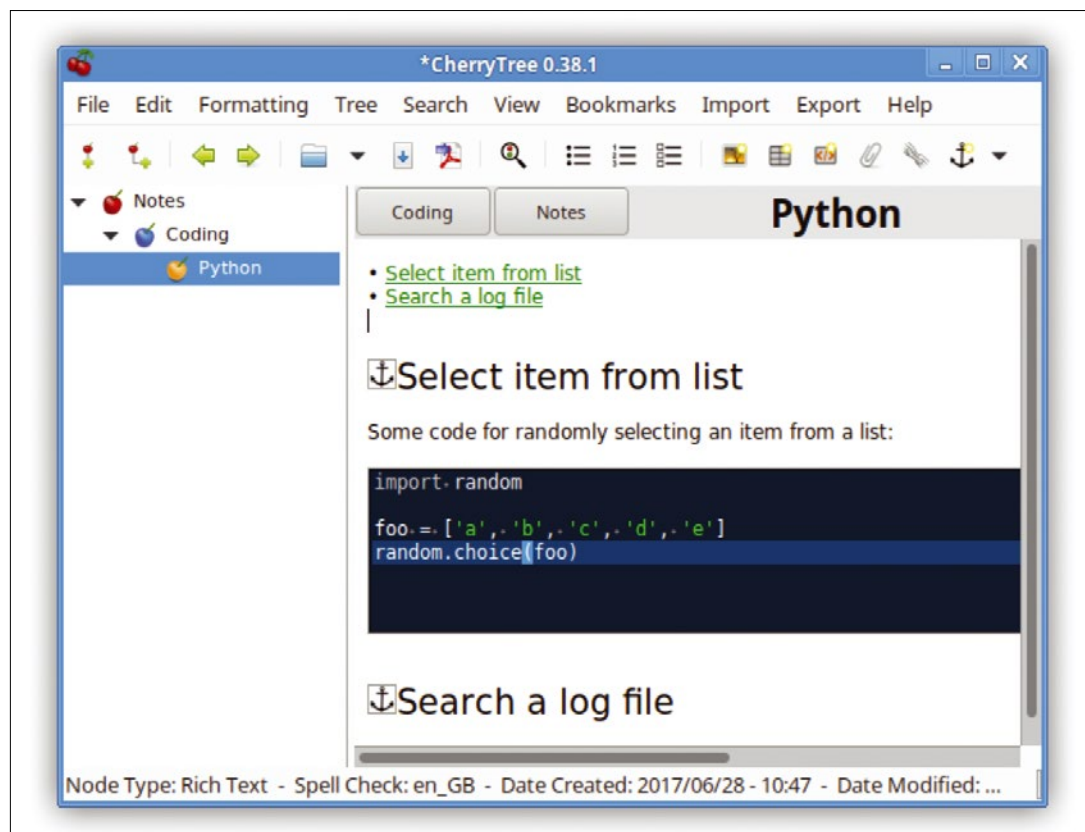 *CherryTree 0.38.1
File Edit Formatting Tree Search View Bookmarks Import Export Help
Notes
Coding
Python
Coding Notes Python
• Select item from list
• Search a log file
Select item from list
Some code for randomly selecting an item from a list:
import random
foo = ['a', 'b', 'c', 'd', 'e']
random.choice(foo)
Search a log file
Node Type: Rich Text - Spell Check: en_GB - Date Created: 2017/06/28 - 10:47 - Date Modified: ...